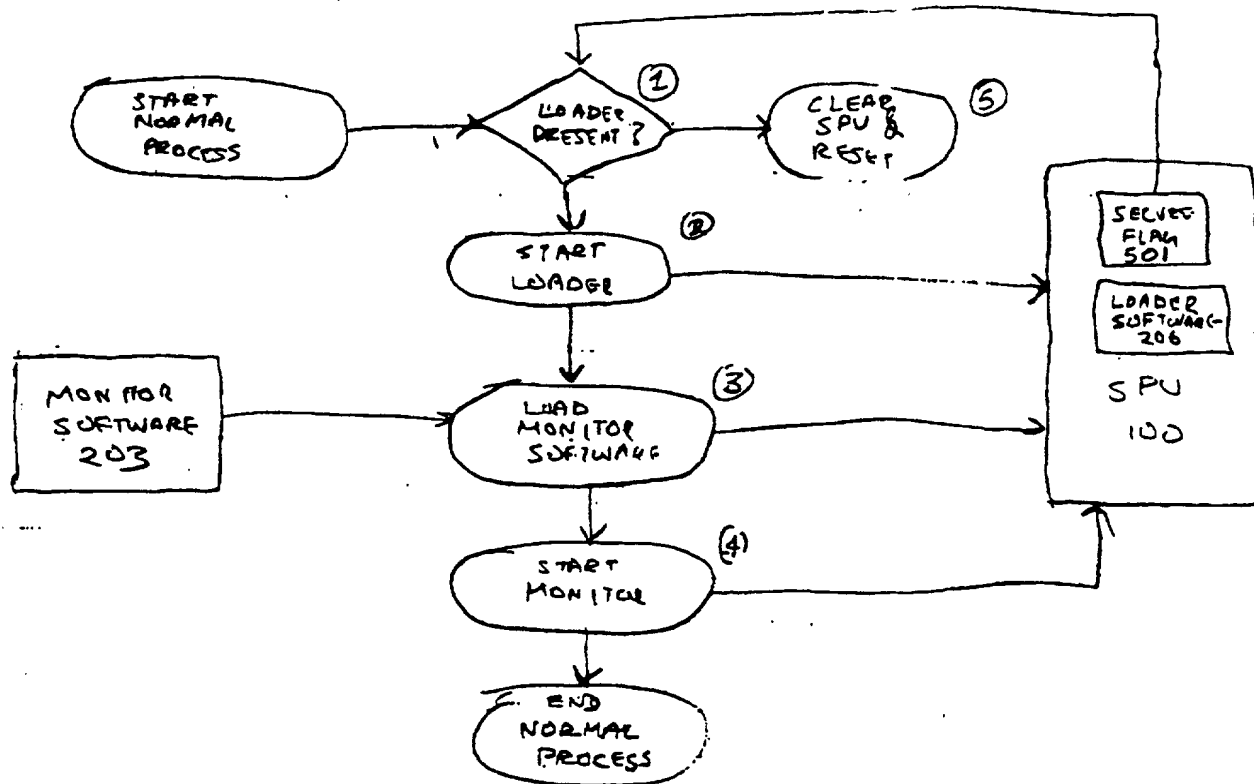 START
NORMAL
PROCESS
LOADER
PRESENT?
1
CLEAR
SPU &
RESET
5
START
LOADER
2
SERVE
FLAG
501
LOADER
SOFTWARE
206
SPU
100
MONITOR
SOFTWARE
203
LOAD
MONITOR
SOFTWARE
3
START
MONITOR
4
END
NORMAL
PROCESS